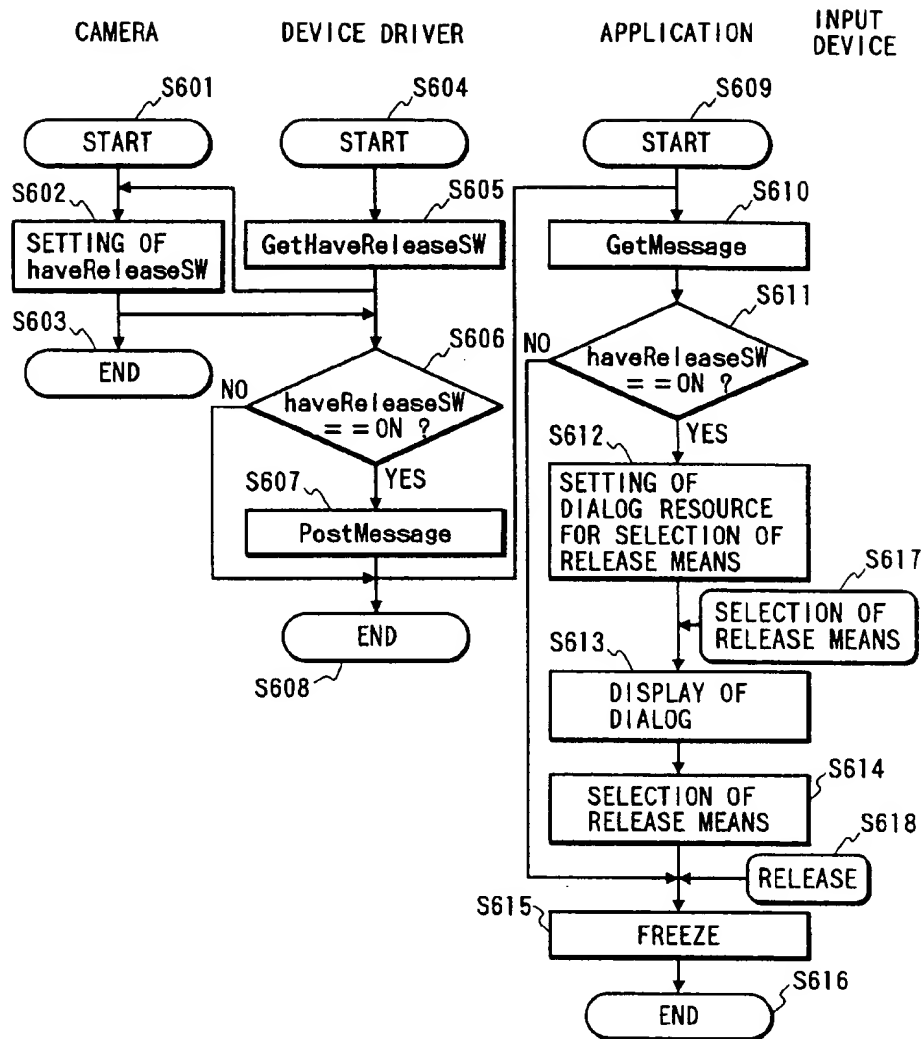 CAMERA
DEVICE DRIVER
APPLICATION
INPUT
DEVICE
S601
START
S602
SETTING OF
haveReleaseSW
S603
END
S604
START
S605
GetHaveReleaseSW
S606
haveReleaseSW
==ON ?
NO
YES
S607
PostMessage
END
S608
S609
START
S610
GetMessage
S611
NO
haveReleaseSW
==ON ?
YES
S612
SETTING OF
DIALOG RESOURCE
FOR SELECTION OF
RELEASE MEANS
S617
SELECTION OF
RELEASE MEANS
S613
DISPLAY OF
DIALOG
S614
SELECTION OF
RELEASE MEANS
S618
RELEASE
S615
FREEZE
S616
END